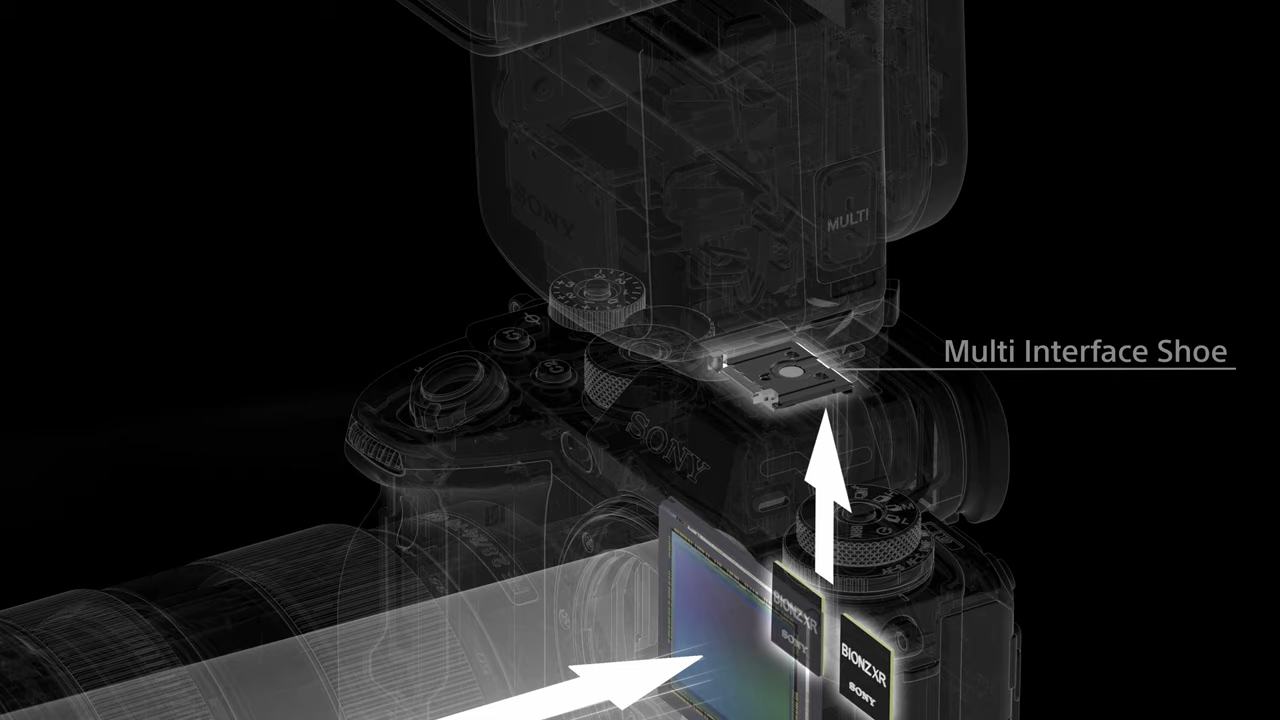 SONY
MULTI
Multi Interface Shoe
SONY
BIONZ XR
SONY
BIONZ XR
SONY